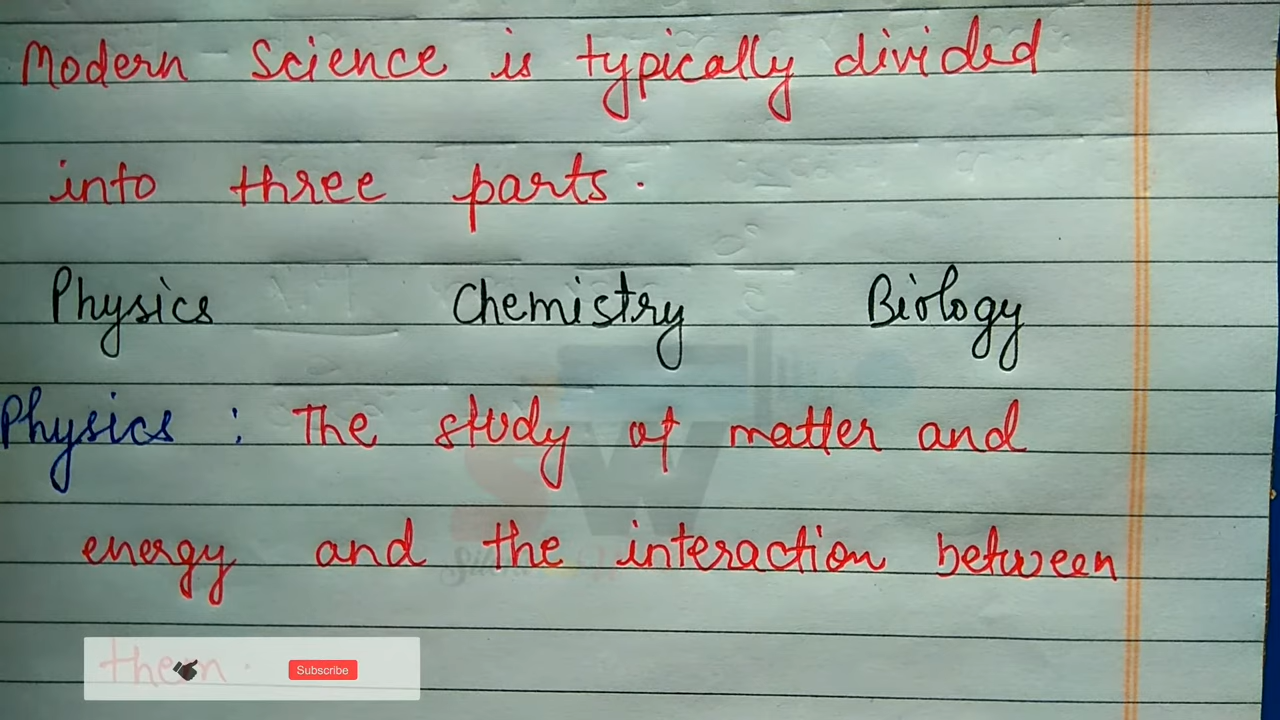 Modern Science is typically divided
into three parts.
Physics Chemistry Biology
Physics : The study of matter and
energy and the interaction between
them.
Subscribe